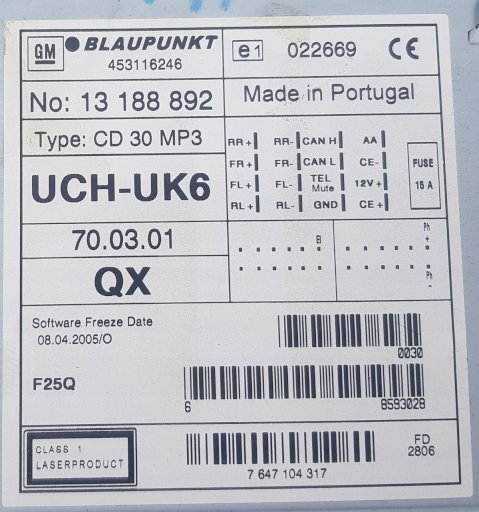 GM BLAUPUNKT
453116246
e1 022669 CE
No: 13 188 892
Made in Portugal
Type: CD 30 MP3
RR+ RR- CAN H AA
FR+ FR- CAN L CE-
FL+ FL- TEL Mute 12V+
RL+ RL- GND CE+
FUSE
15 A
UCH-UK6
70.03.01
QX
El
Ph
+
Ph
-
Software Freeze Date
08.04.2005/O
0030
F25Q
6 8593028
CLASS 1
LASERPRODUCT
7 647 104 317
FD
2806